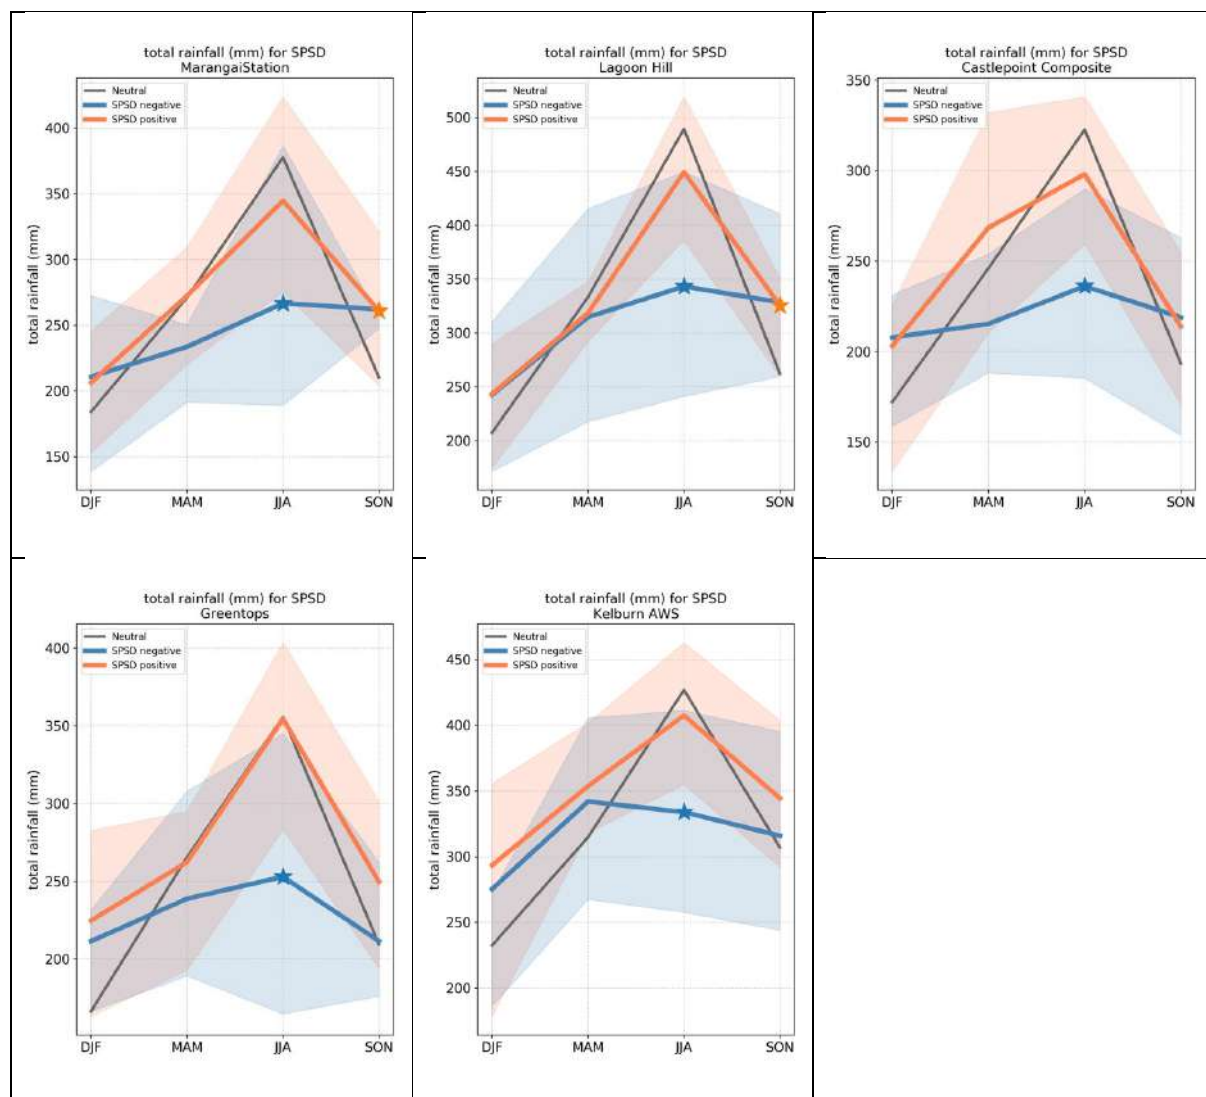 total rainfall (mm) for SPSD
MarangaiStation
Neutral
SPSD negative
SPSD positive
total rainfall (mm)
400
350
300
250
200
150
DJF MAM JJA SON
total rainfall (mm) for SPSD
Lagoon Hill
Neutral
SPSD negative
SPSD positive
total rainfall (mm)
500
450
400
350
300
250
200
DJF MAM JJA SON
total rainfall (mm) for SPSD
Castlepoint Composite
Neutral
SPSD negative
SPSD positive
total rainfall (mm)
350
300
250
200
150
DJF MAM JJA SON
total rainfall (mm) for SPSD
Greentops
Neutral
SPSD negative
SPSD positive
total rainfall (mm)
400
350
300
250
200
DJF MAM JJA SON
total rainfall (mm) for SPSD
Kelburn AWS
Neutral
SPSD negative
SPSD positive
total rainfall (mm)
450
400
350
300
250
200
DJF MAM JJA SON